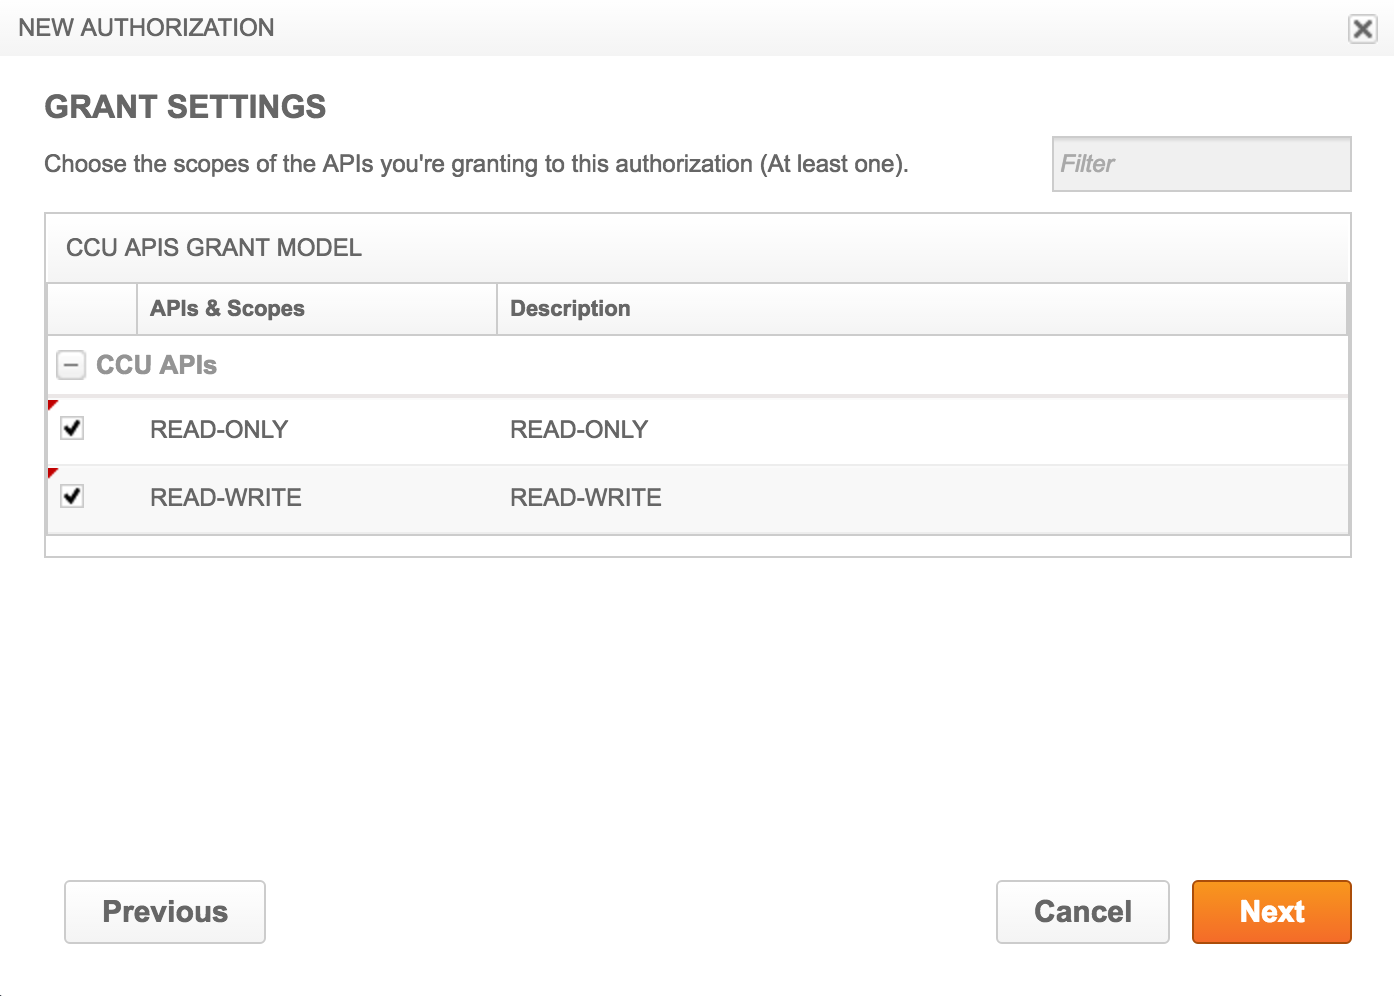 NEW AUTHORIZATION
GRANT SETTINGS
Choose the scopes of the APIs you're granting to this authorization (At least one).
Filter
CCU APIS GRANT MODEL
APIs & Scopes Description
CCU APIs
READ-ONLY READ-ONLY
READ-WRITE READ-WRITE
Previous Cancel Next